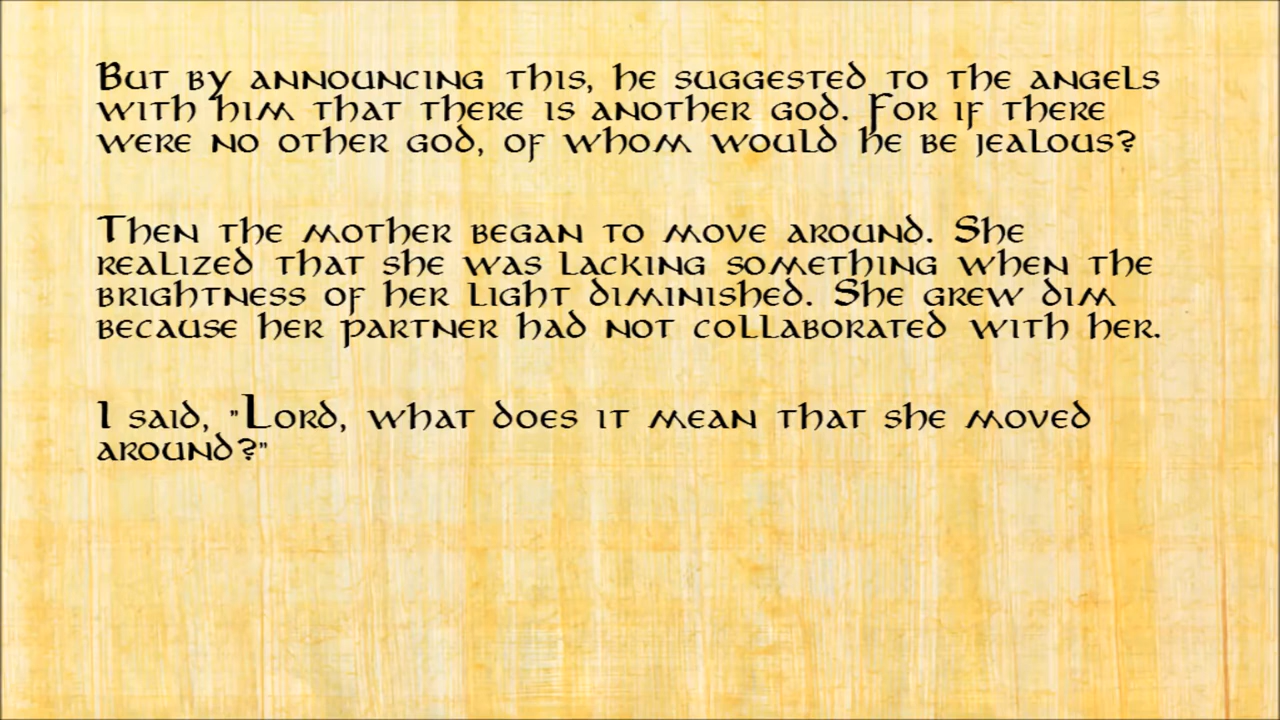 But by announcing this, he suggested to the angels
with him that there is another god. For if there
were no other god, of whom would he be jealous?
Then the mother began to move around. She
realized that she was lacking something when the
brightness of her light diminished. She grew dim
because her partner had not collaborated with her.
I said, "Lord, what does it mean that she moved
around?"